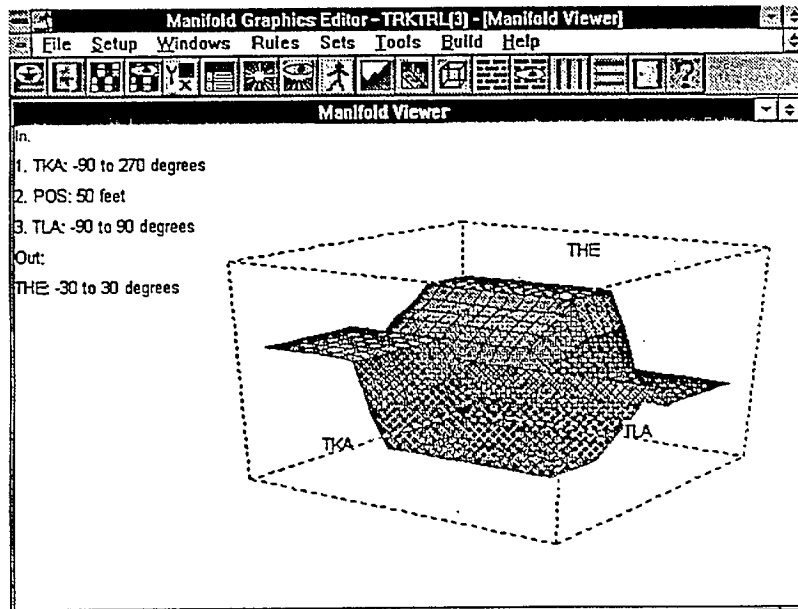 Manifold Graphics Editor - TRKTRL(3) - [Manifold Viewer]
File Setup Windows Rules Sets Tools Build Help
Manifold Viewer
In.
1. TKA: -90 to 270 degrees
2. POS: 50 feet
3. TLA: -90 to 90 degrees
Out:
THE: -30 to 30 degrees
THE
TKA
TLA